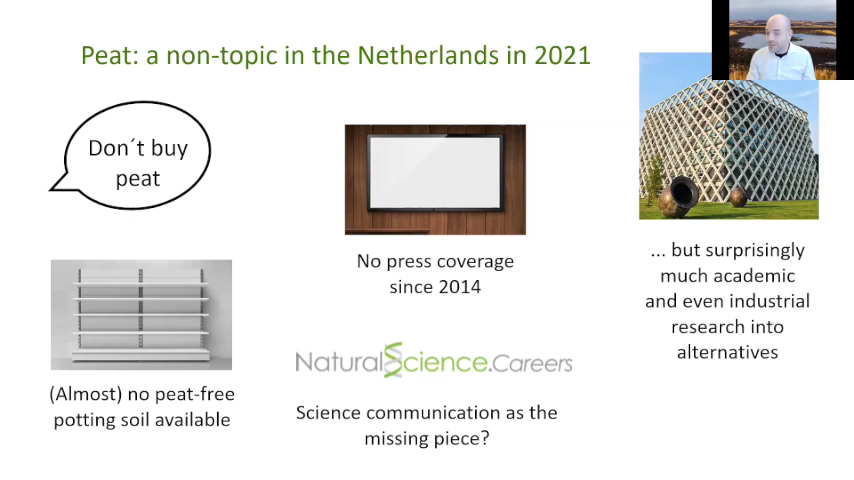 Peat: a non-topic in the Netherlands in 2021
Don´t buy
peat
No press coverage
since 2014
... but surprisingly
much academic
and even industrial
research into
alternatives
(Almost) no peat-free
potting soil available
NaturalScience.Careers
Science communication as the
missing piece?